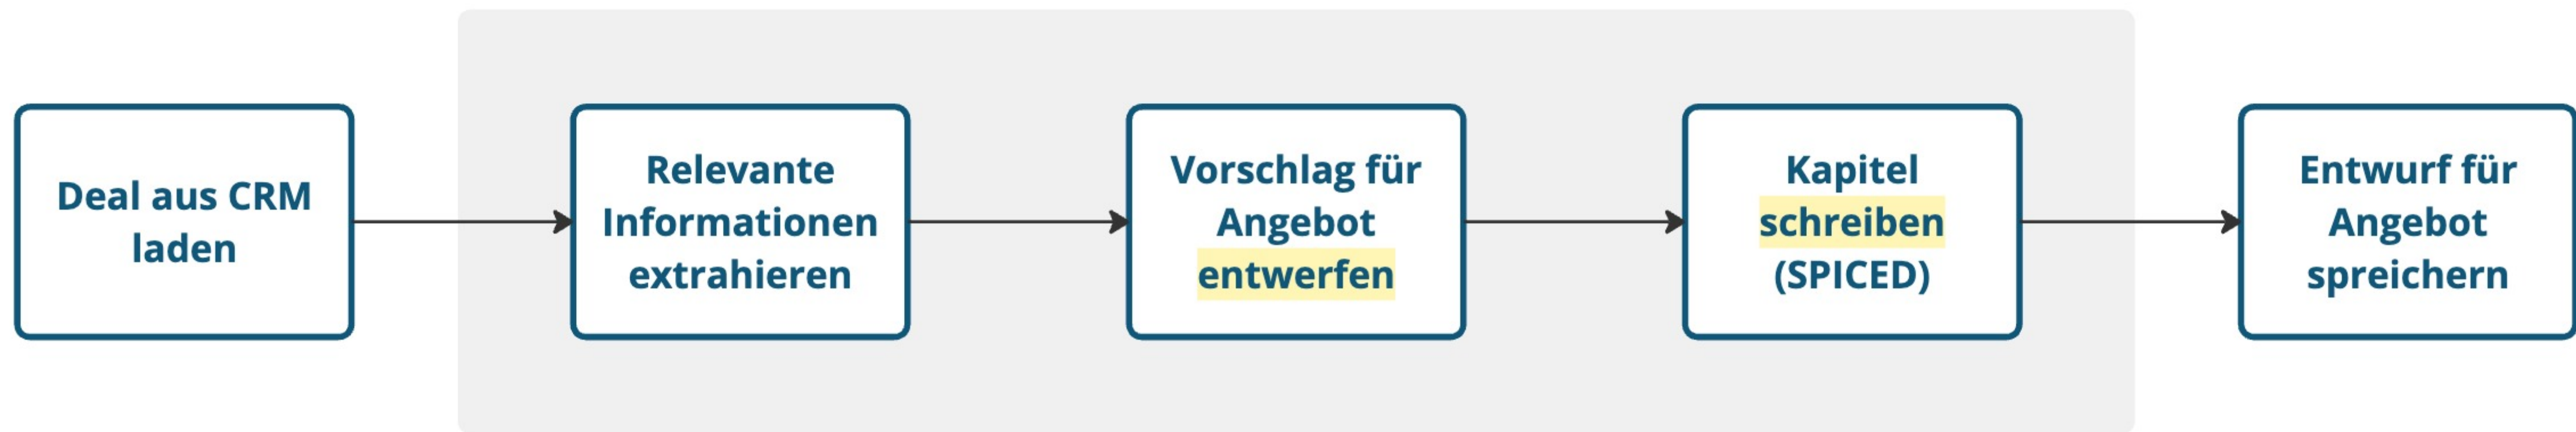 Deal aus CRM
laden
Relevante
Informationen
extrahieren
Vorschlag für
Angebot
entwerfen
Kapitel
schreiben
(SPICED)
Entwurf für
Angebot
spreichern